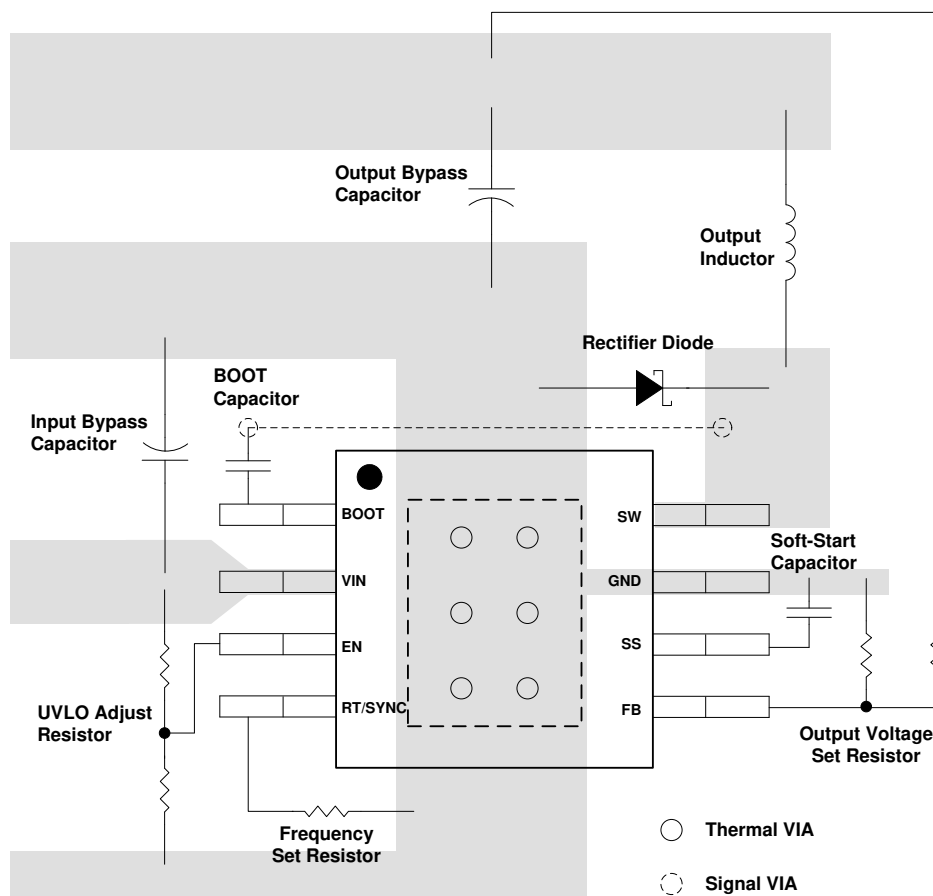 Output Bypass
Capacitor
Output
Inductor
Rectifier Diode
BOOT
Capacitor
Input Bypass
Capacitor
BOOT
SW
Soft-Start
Capacitor
VIN
GND
EN
SS
RT/SYNC
FB
UVLO Adjust
Resistor
Output Voltage
Set Resistor
Frequency
Set Resistor
Thermal VIA
Signal VIA